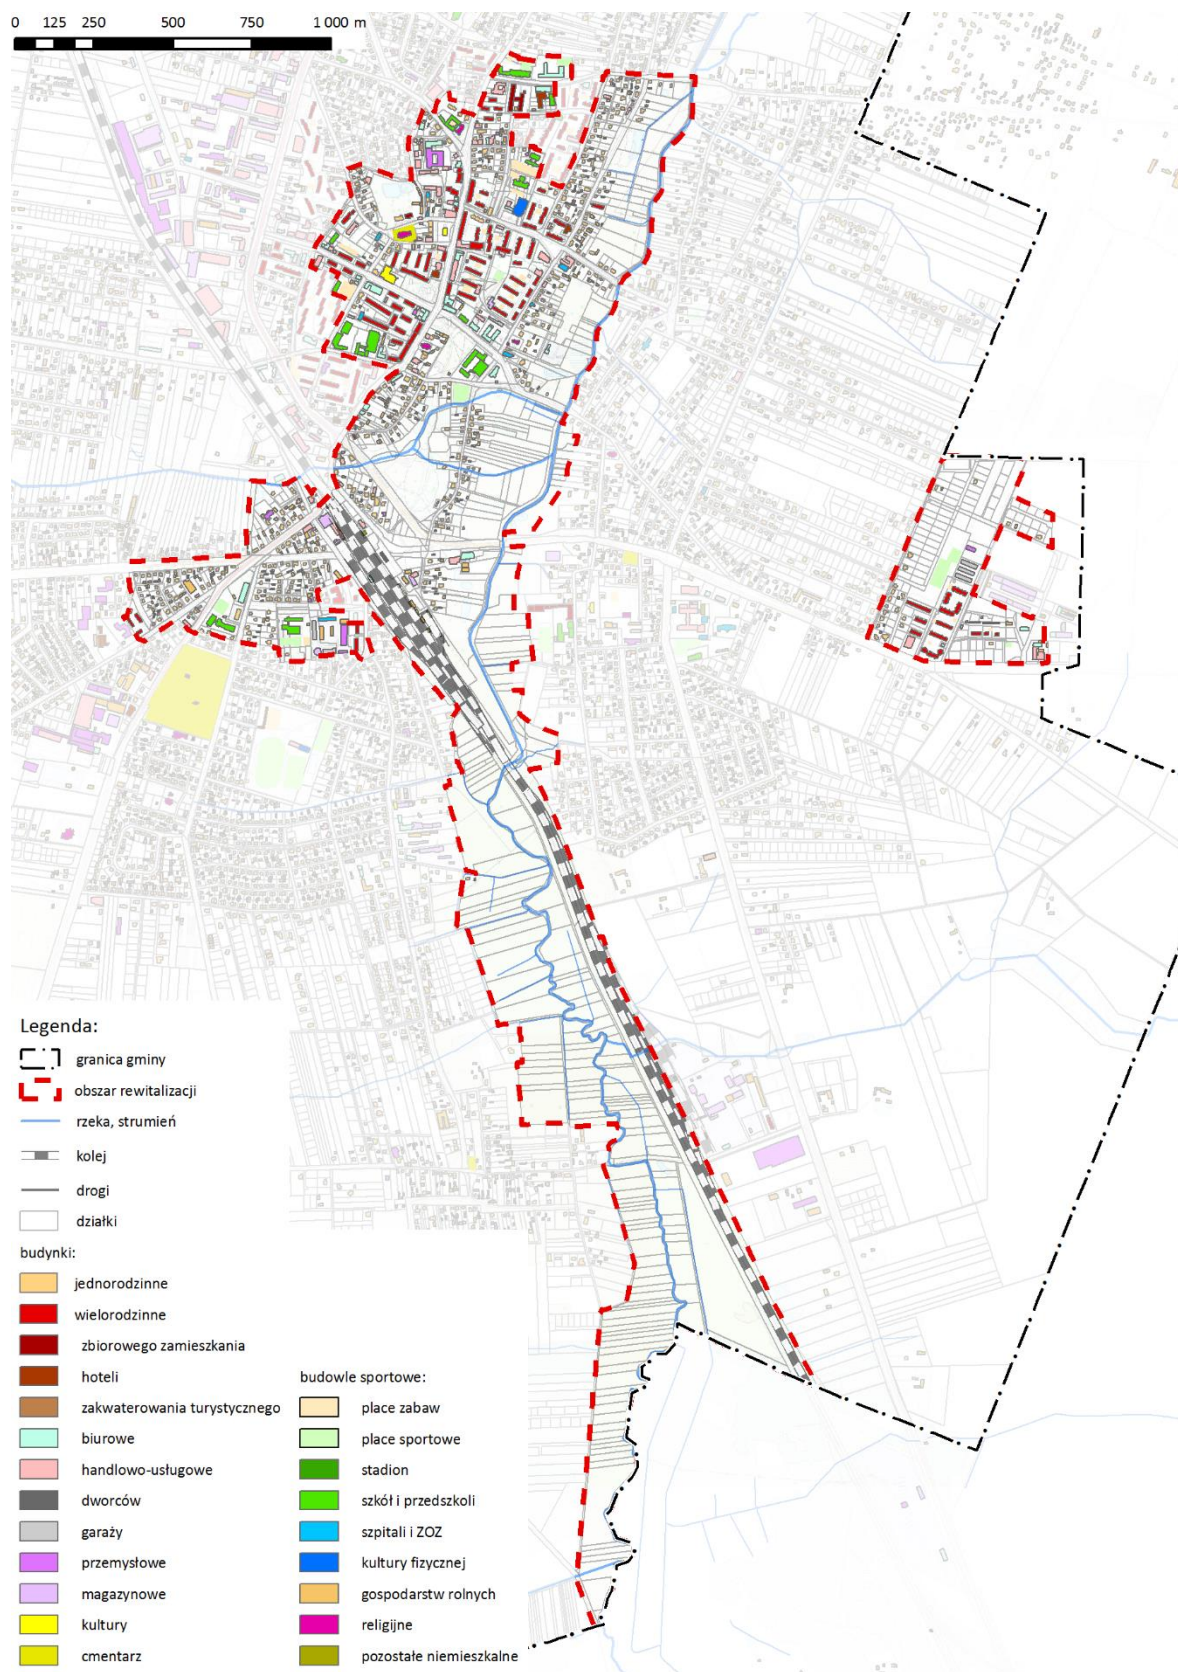 0 125 250 500 750 1 000 m
Legenda:
granica gminy
obszar rewitalizacji
rzeka, strumień
kolej
drogi
działki
budynki:
jednorodzinne
wielorodzinne
zbiorowego zamieszkania
hoteli
zakwaterowania turystycznego
biurowe
handlowo-usługowe
dworców
garaży
przemysłowe
magazynowe
kultury
cmentarz
budowle sportowe:
place zabaw
place sportowe
stadion
szkół i przedszkoli
szpitali i ZOZ
kultury fizycznej
gospodarstw rolnych
religijne
pozostałe niemieszkalne